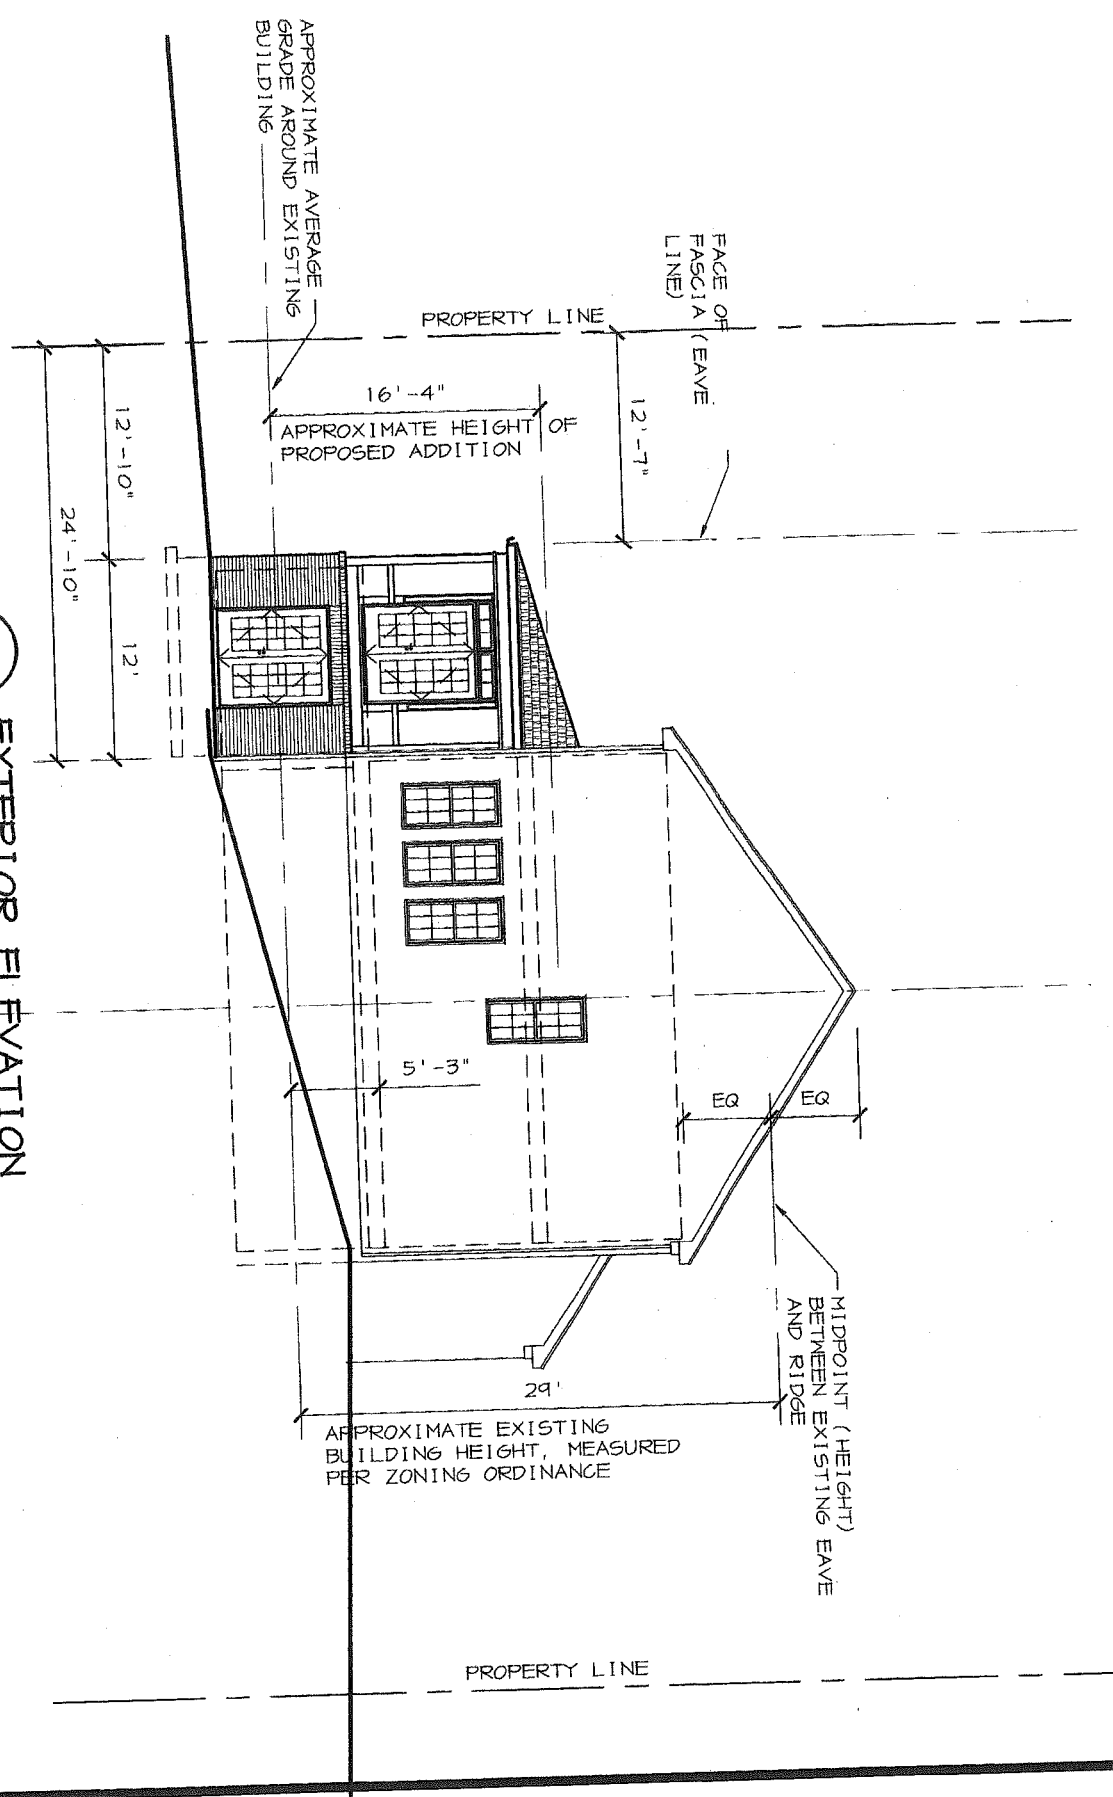 APPROXIMATE AVERAGE
GRADE AROUND EXISTING
BUILDING
FACE OF
FASCIA (EAVE
LINE)
PROPERTY LINE
12'-7"
16'-4"
APPROXIMATE HEIGHT OF
PROPOSED ADDITION
12'-10"
24'-10"
12'
5'-3"
EQ
EQ
MIDPOINT (HEIGHT)
BETWEEN EXISTING EAVE
AND RIDGE
29'
APPROXIMATE EXISTING
BUILDING HEIGHT, MEASURED
PER ZONING ORDINANCE
PROPERTY LINE
EXTERIOR ELEVATION